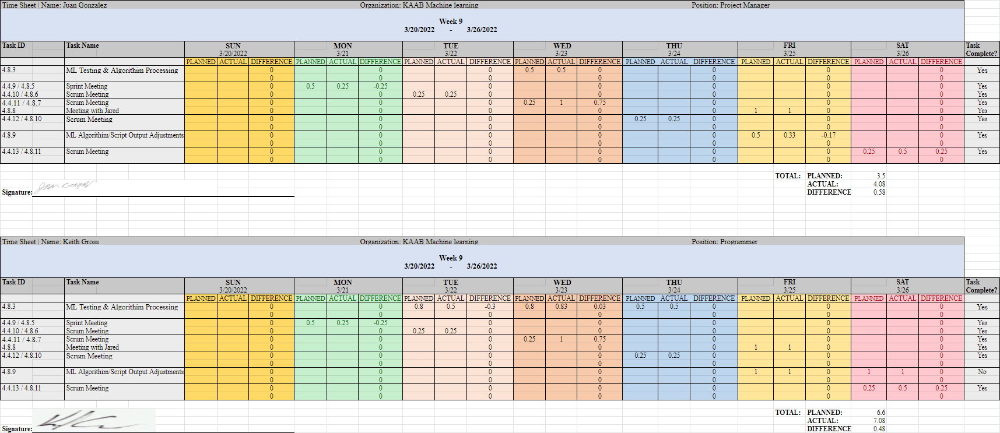 Time Sheet | Name: Juan Gonzalez Organization: KAAB Machine learning Position: Project Manager
Week 9
3/20/2022 - 3/26/2022
Task ID Task Name SUN MON TUE WED THU FRI SAT Task
3/20/2022 3/21 3/22 3/23 3/24 3/25 3/26 Complete?
PLANNED ACTUAL DIFFERENCE PLANNED ACTUAL DIFFERENCE PLANNED ACTUAL DIFFERENCE PLANNED ACTUAL DIFFERENCE PLANNED ACTUAL DIFFERENCE PLANNED ACTUAL DIFFERENCE PLANNED ACTUAL DIFFERENCE
4.8.3 ML Testing & Algorithim Processing 0 0 0 0.5 0.5 0 0 0 0 Yes
0 0 0 0 0 0 0
4.4.9 / 4.8.5 Sprint Meeting 0 0.5 0.25 -0.25 0 0 0 0 0 Yes
4.4.10 / 4.8.6 Scrum Meeting 0 0 0.25 0.25 0 0 0 0 0 Yes
4.4.11 / 4.8.7 Scrum Meeting 0 0 0 0.25 1 0.75 0 0 0 Yes
4.8.8 Meeting with Jared 0 0 0 0 0 1 1 0 0 Yes
4.4.12 / 4.8.10 Scrum Meeting 0 0 0 0 0.25 0.25 0 0 0 Yes
0 0 0 0 0 0 0
4.8.9 ML Algorithim/Script Output Adjustments 0 0 0 0 0 0.5 0.33 -0.17 0 Yes
0 0 0 0 0 0 0
4.4.13 / 4.8.11 Scrum Meeting 0 0 0 0 0 0 0.25 0.5 0.25 Yes
0 0 0 0 0 0 0
TOTAL: PLANNED: 3.5
ACTUAL: 4.08
Signature: Juan Gonzalez DIFFERENCE 0.58
Time Sheet | Name: Keith Gross Organization: KAAB Machine learning Position: Programmer
Week 9
3/20/2022 - 3/26/2022
Task ID Task Name SUN MON TUE WED THU FRI SAT Task
3/20/2022 3/21 3/22 3/23 3/24 3/25 3/26 Complete?
PLANNED ACTUAL DIFFERENCE PLANNED ACTUAL DIFFERENCE PLANNED ACTUAL DIFFERENCE PLANNED ACTUAL DIFFERENCE PLANNED ACTUAL DIFFERENCE PLANNED ACTUAL DIFFERENCE PLANNED ACTUAL DIFFERENCE
4.8.3 ML Testing & Algorithim Processing 0 0 0.8 0.5 -0.3 0.8 0.83 0.03 0.5 0.5 0 0 0 Yes
0 0 0 0 0 0 0
4.4.9 / 4.8.5 Sprint Meeting 0 0.5 0.25 -0.25 0 0 0 0 0 Yes
4.4.10 / 4.8.6 Scrum Meeting 0 0 0.25 0.25 0 0 0 0 0 Yes
4.4.11 / 4.8.7 Scrum Meeting 0 0 0 0.25 1 0.75 0 0 0 Yes
4.8.8 Meeting with Jared 0 0 0 0 0 1 1 0 0 Yes
4.4.12 / 4.8.10 Scrum Meeting 0 0 0 0 0.25 0.25 0 0 0 Yes
0 0 0 0 0 0 0
4.8.9 ML Algorithim/Script Output Adjustments 0 0 0 0 0 1 1 0 1 1 0 No
0 0 0 0 0 0 0
4.4.13 / 4.8.11 Scrum Meeting 0 0 0 0 0 0 0.25 0.5 0.25 Yes
0 0 0 0 0 0 0
TOTAL: PLANNED: 6.6
ACTUAL: 7.08
Signature: DIFFERENCE 0.48